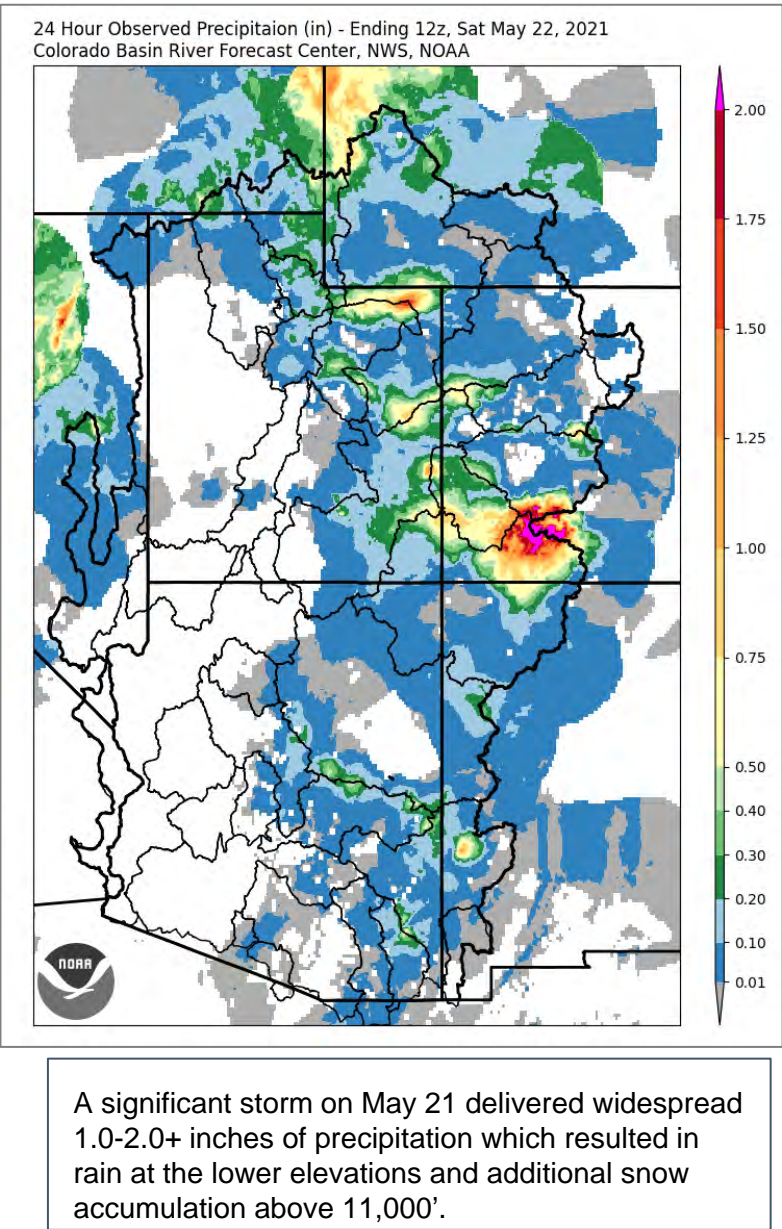 24 Hour Observed Precipitaion (in) - Ending 12z, Sat May 22, 2021
Colorado Basin River Forecast Center, NWS, NOAA
2.00
1.75
1.50
1.25
1.00
0.75
0.50
0.40
0.30
0.20
0.10
0.01
NOAA
A significant storm on May 21 delivered widespread
1.0-2.0+ inches of precipitation which resulted in
rain at the lower elevations and additional snow
accumulation above 11,000’.